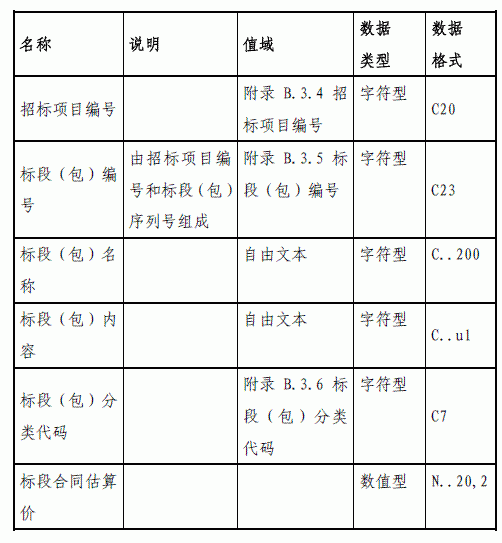 名称 说明 值域 数据类型 数据格式
招标项目编号 附录 B.3.4 招标项目编号 字符型 C20
标段（包）编号 由招标项目编号和标段（包）序列号组成 附录 B.3.5 标段（包）编号 字符型 C23
标段（包）名称 自由文本 字符型 C..200
标段（包）内容 自由文本 字符型 C..ul
标段（包）分类代码 附录 B.3.6 标段（包）分类代码 字符型 C7
标段合同估算价 数值型 N..20,2